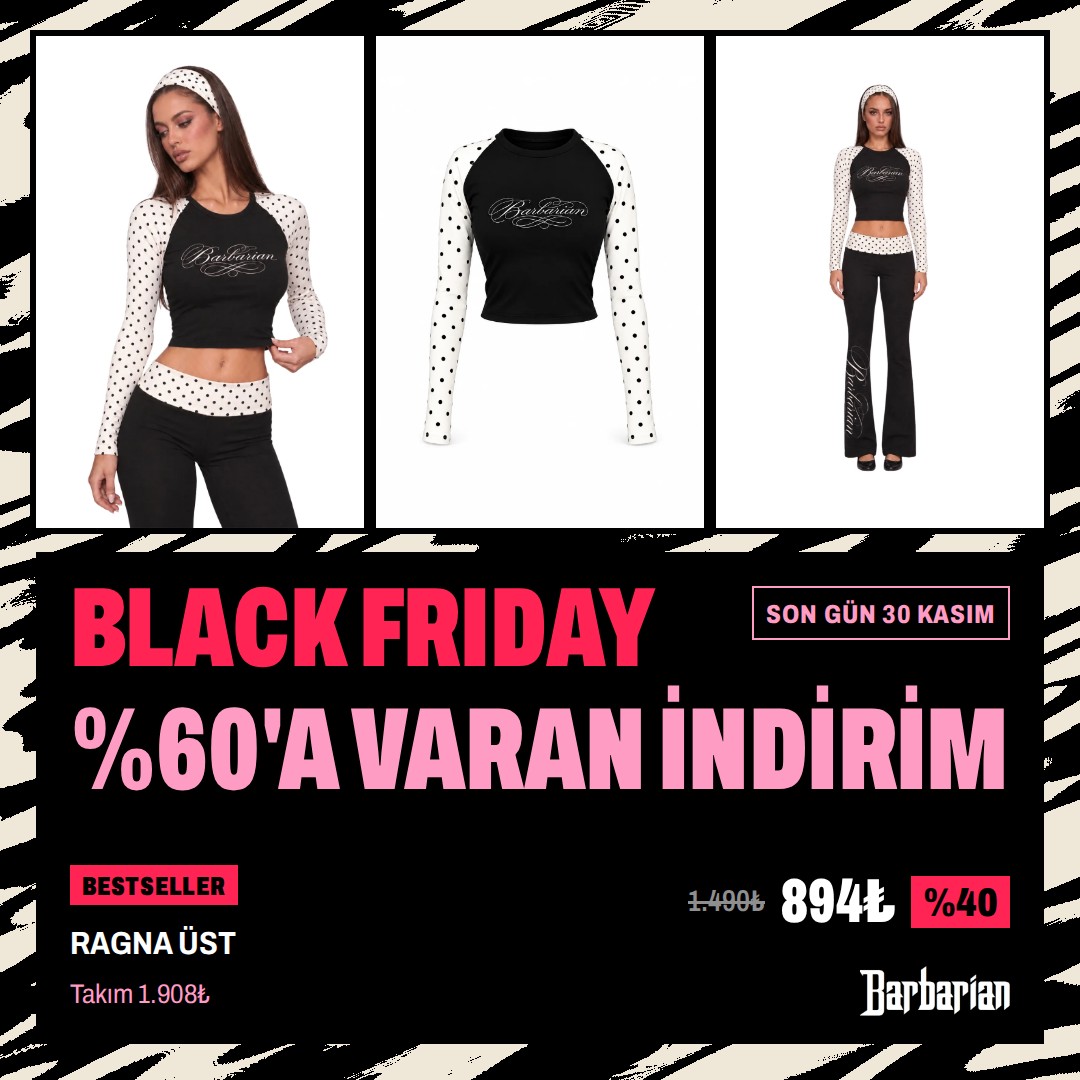 Barbarian
Barbarian
Barbarian
Barbarian
BLACK FRIDAY
SON GÜN 30 KASIM
%60'A VARAN İNDİRİM
BESTSELLER
1.490₺ 894₺ %40
RAGNA ÜST
Takım 1.908₺
Barbarian